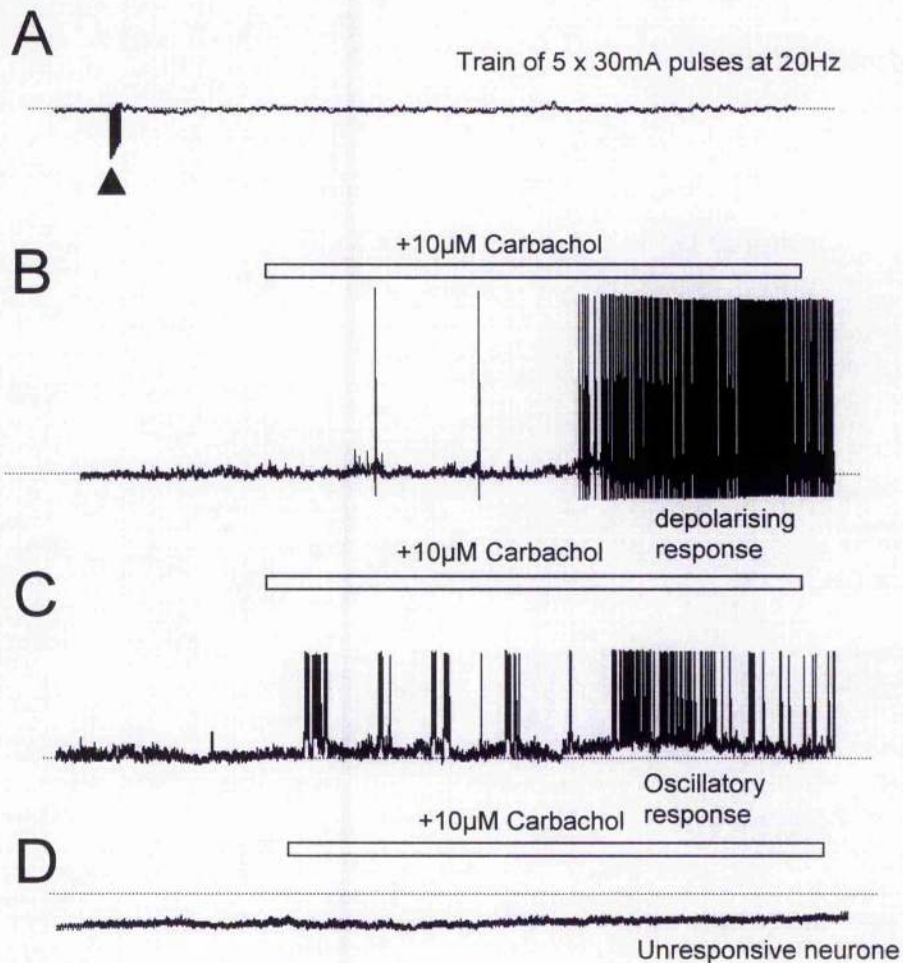 A
Train of 5 x 30mA pulses at 20Hz
+10µM Carbachol
B
depolarising
response
+10µM Carbachol
C
Oscillatory
response
+10µM Carbachol
D
Unresponsive neurone